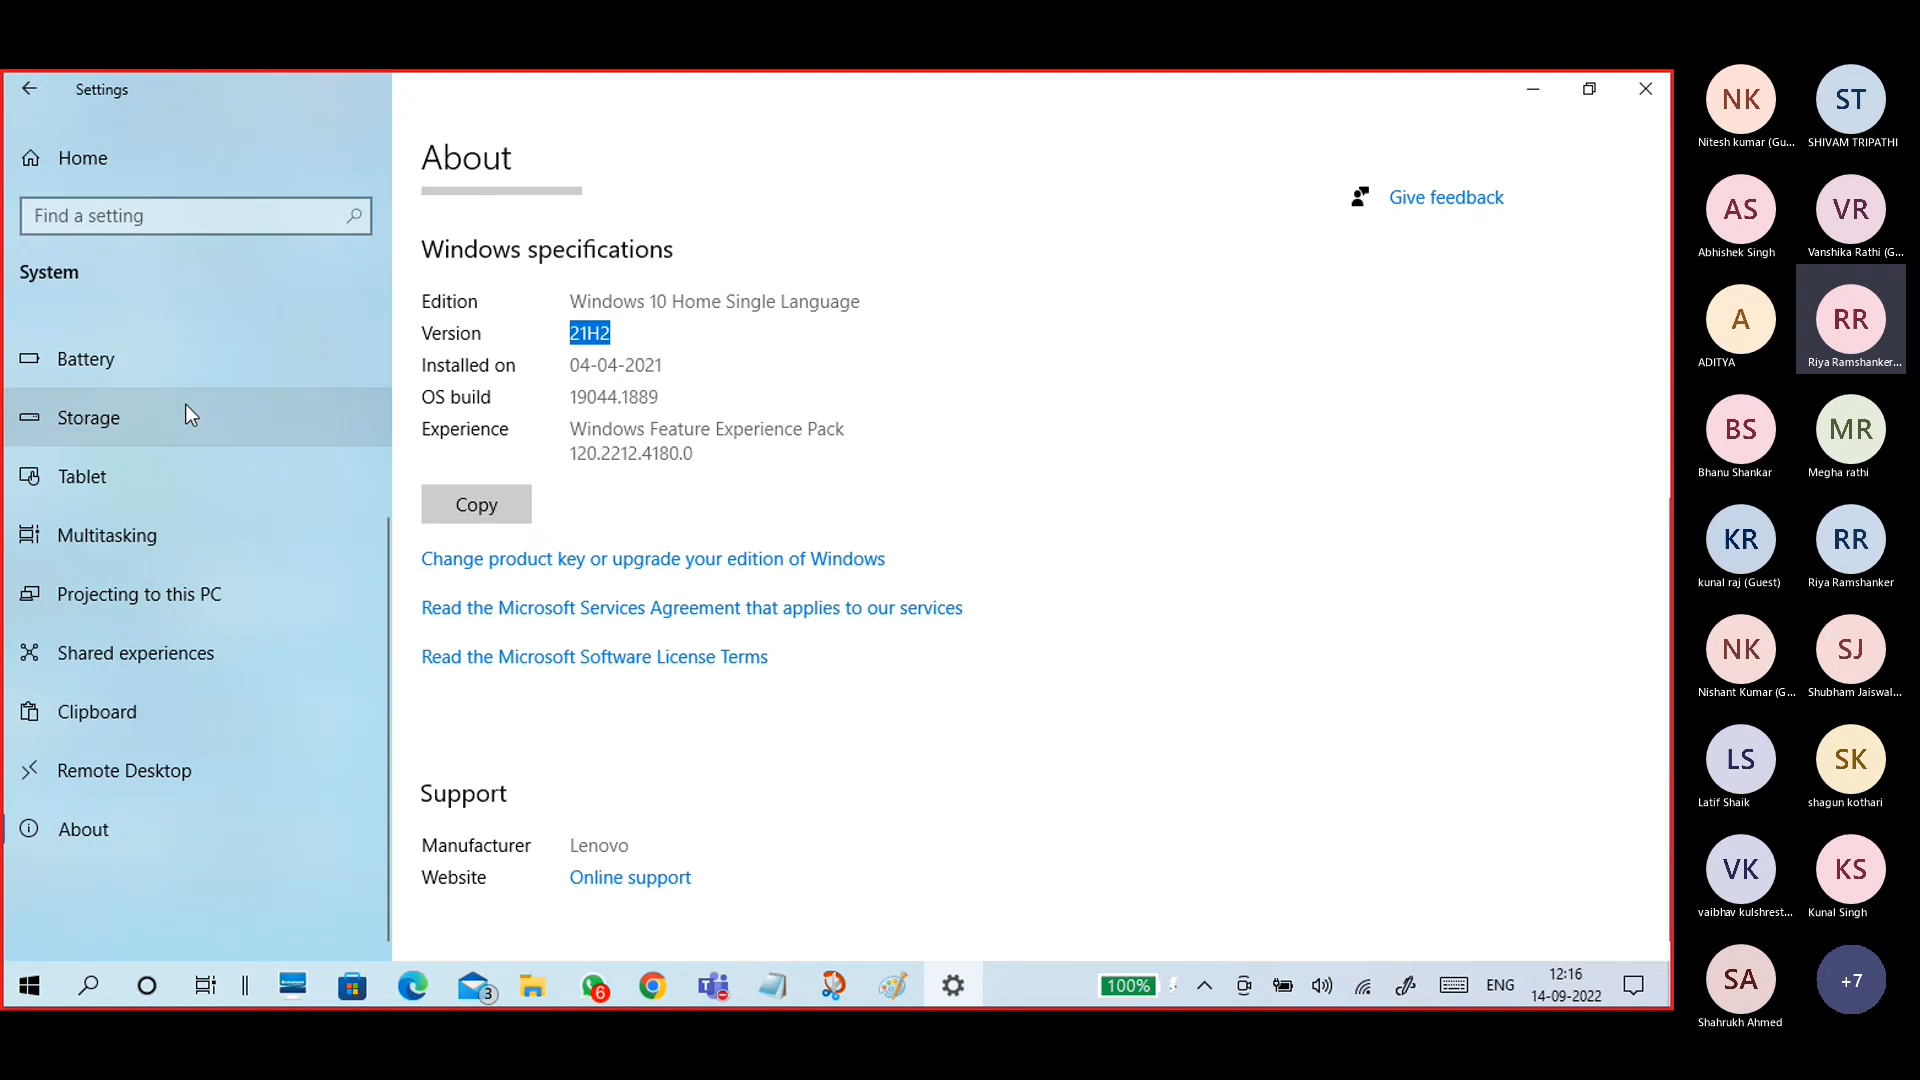 Settings
Home
Find a setting
System
Battery
Storage
Tablet
Multitasking
Projecting to this PC
Shared experiences
Clipboard
Remote Desktop
About
About
Give feedback
Windows specifications
Edition Windows 10 Home Single Language
Version 21H2
Installed on 04-04-2021
OS build 19044.1889
Experience Windows Feature Experience Pack
120.2212.4180.0
Copy
Change product key or upgrade your edition of Windows
Read the Microsoft Services Agreement that applies to our services
Read the Microsoft Software License Terms
Support
Manufacturer Lenovo
Website Online support
3
6
100%
ENG
12:16
14-09-2022
NK ST
Nitesh kumar (Gu... SHIVAM TRIPATHI
AS VR
Abhishek Singh Vanshika Rathi (G...
A RR
ADITYA Riya Ramshanker...
BS MR
Bhanu Shankar Megha rathi
KR RR
kunal raj (Guest) Riya Ramshanker
NK SJ
Nishant Kumar (G... Shubham Jaiswal...
LS SK
Latif Shaik shagun kothari
VK KS
vaibhav kulshrest... Kunal Singh
SA +7
Shahrukh Ahmed